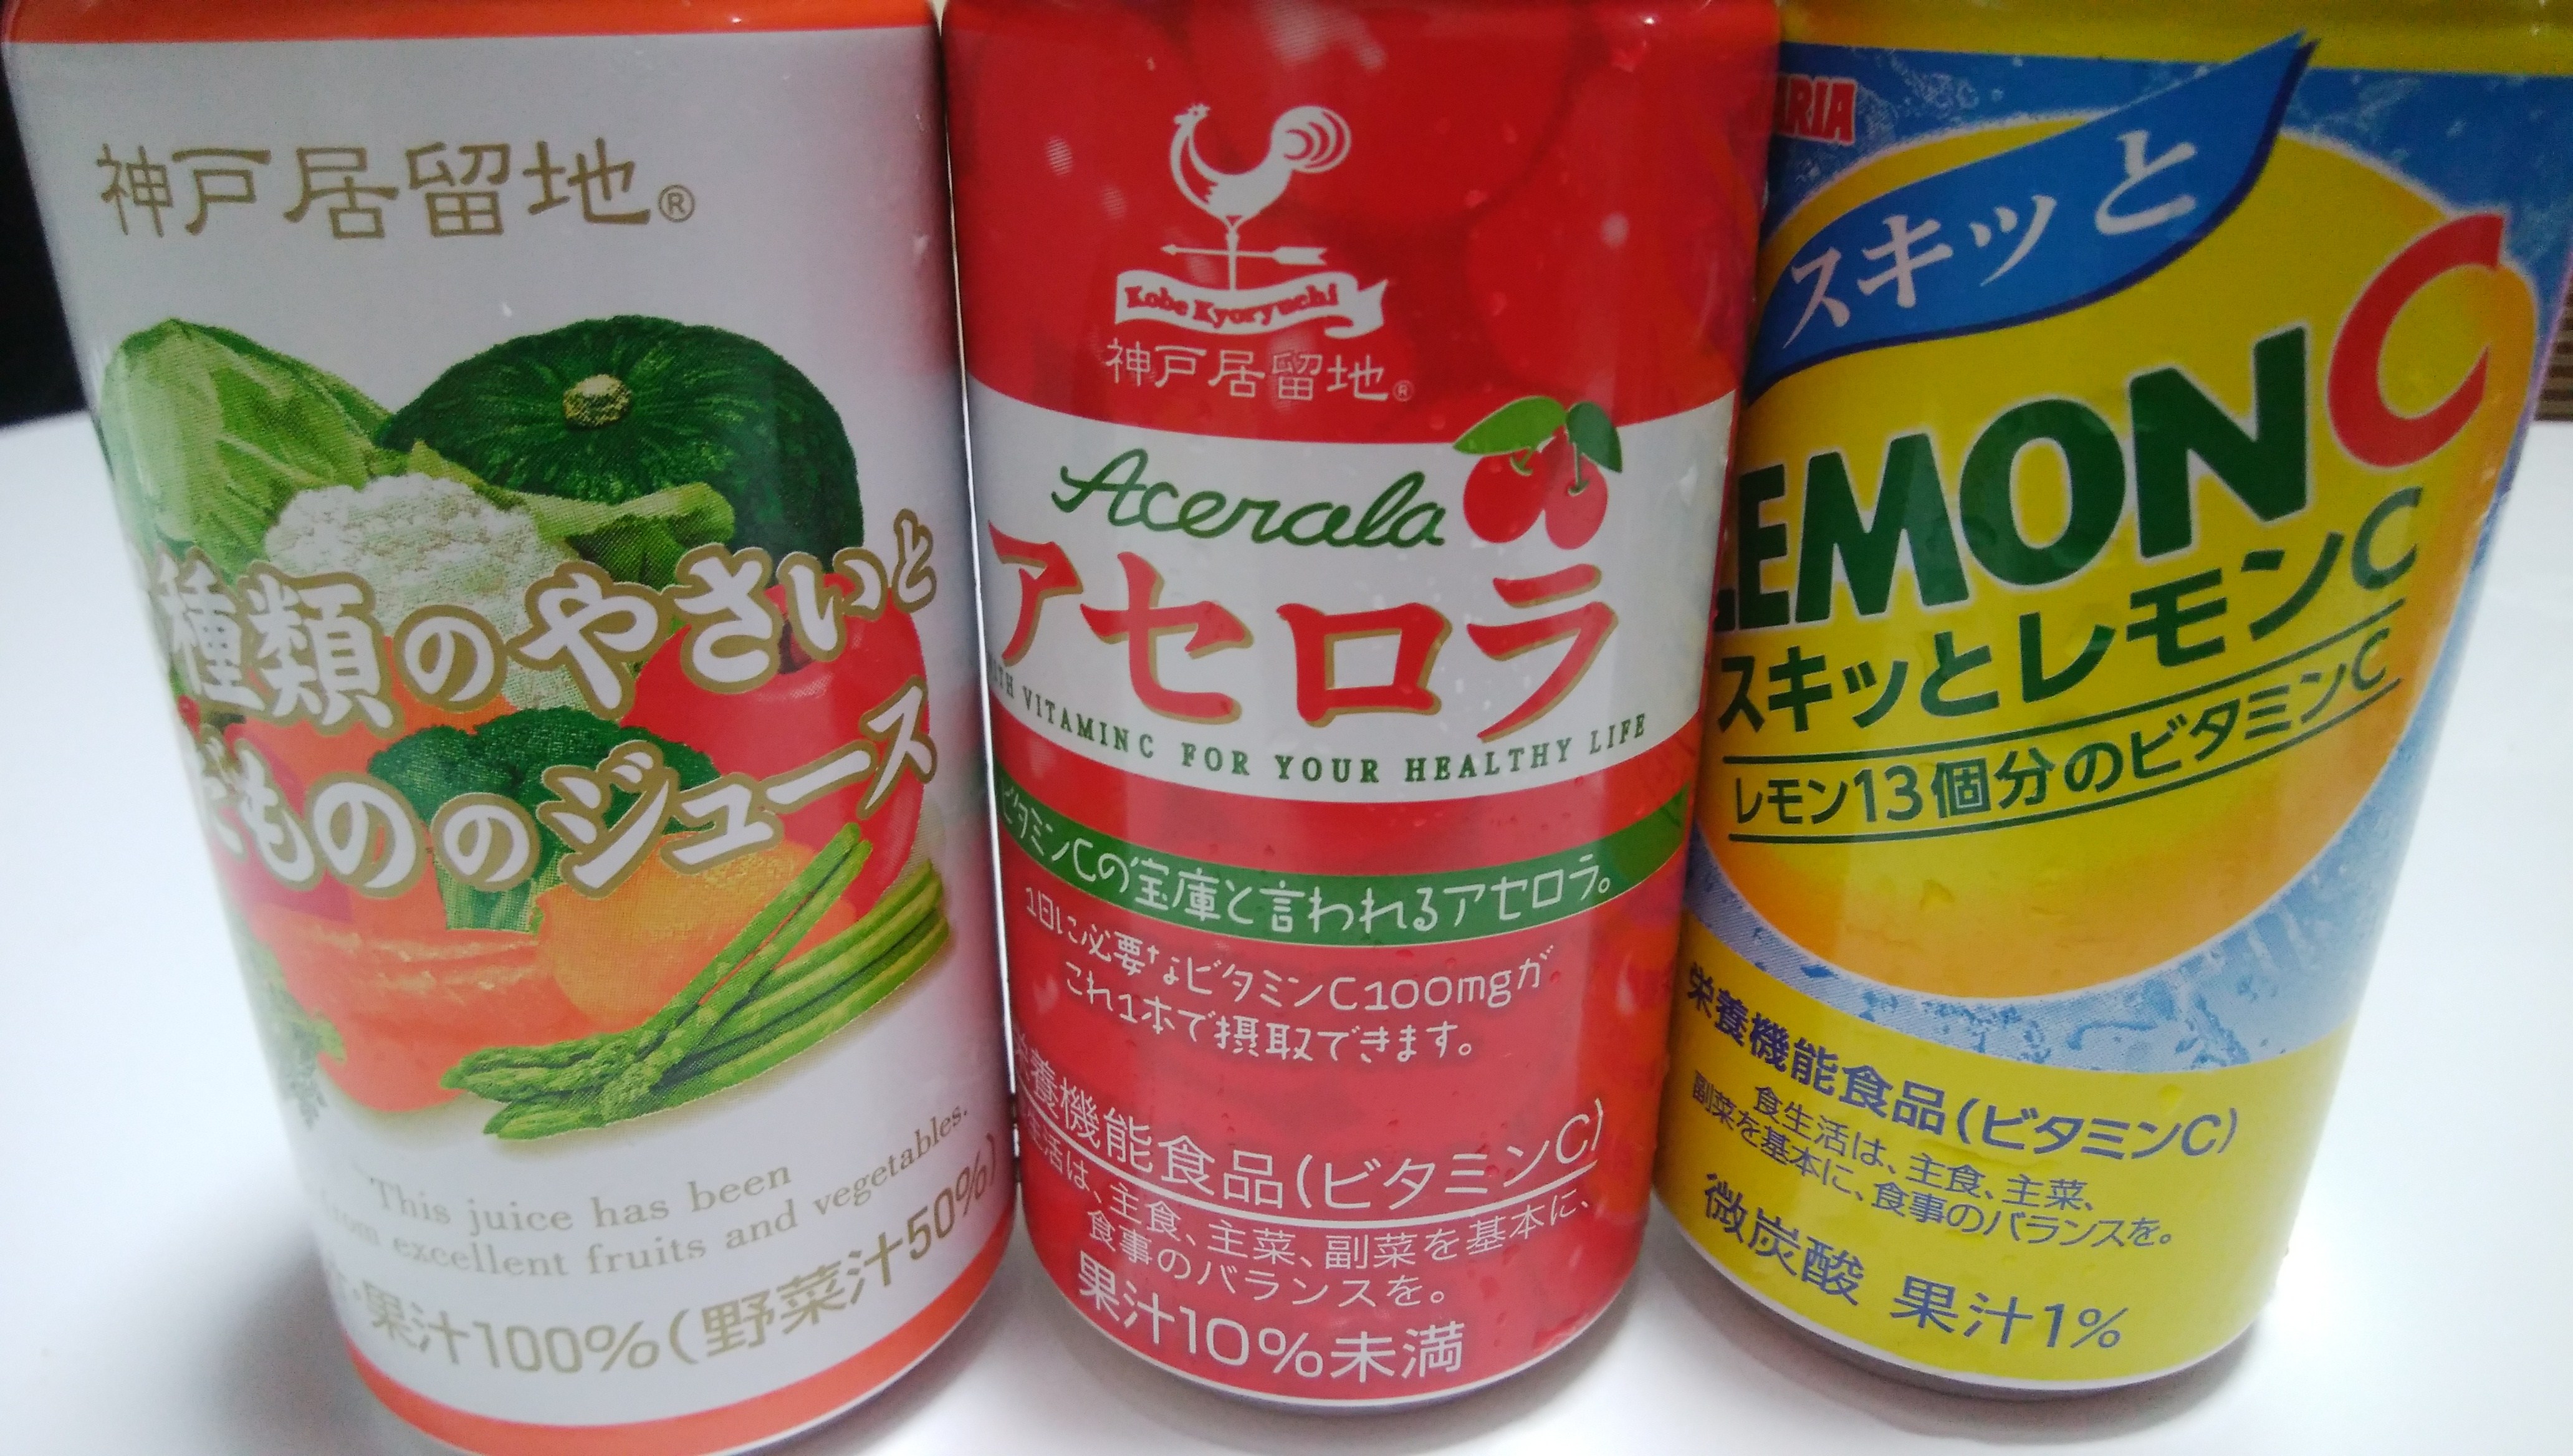 神戸居留地®
種類のやさいと
だもののジュース
This juice has been
from excellent fruits and vegetables.
・果汁100%(野菜汁50%)
Kobe Kyoryuchi
神戸居留地®
Acerala
アセロラ
WITH VITAMINC FOR YOUR HEALTHY LIFE
ビタミンCの宝庫と言われるアセロラ。
1日に必要なビタミンC100mgが
これ1本で摂取できます。
栄養機能食品(ビタミンC)
食生活は、主食、主菜、副菜を基本に、
食事のバランスを。
果汁10%未満
スキッと
LEMON C
スキッとレモンC
レモン13個分のビタミンC
栄養機能食品(ビタミンC)
食生活は、主食、主菜、
副菜を基本に、食事のバランスを。
微炭酸 果汁1%